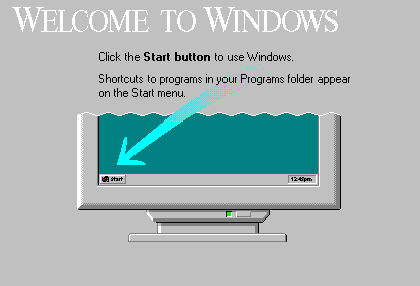 WELCOME TO WINDOWS
Click the Start button to use Windows.
Shortcuts to programs in your Programs folder appear
on the Start menu.
Start
12:45pm